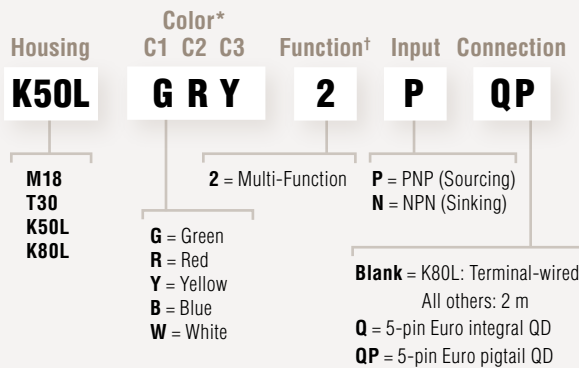 Color*
Housing C1 C2 C3 Function† Input Connection
K50L G R Y 2 P QP
M18
T30
K50L
K80L
G = Green
R = Red
Y = Yellow
B = Blue
W = White
2 = Multi-Function
P = PNP (Sourcing)
N = NPN (Sinking)
Blank = K80L: Terminal-wired
All others: 2 m
Q = 5-pin Euro integral QD
QP = 5-pin Euro pigtail QD